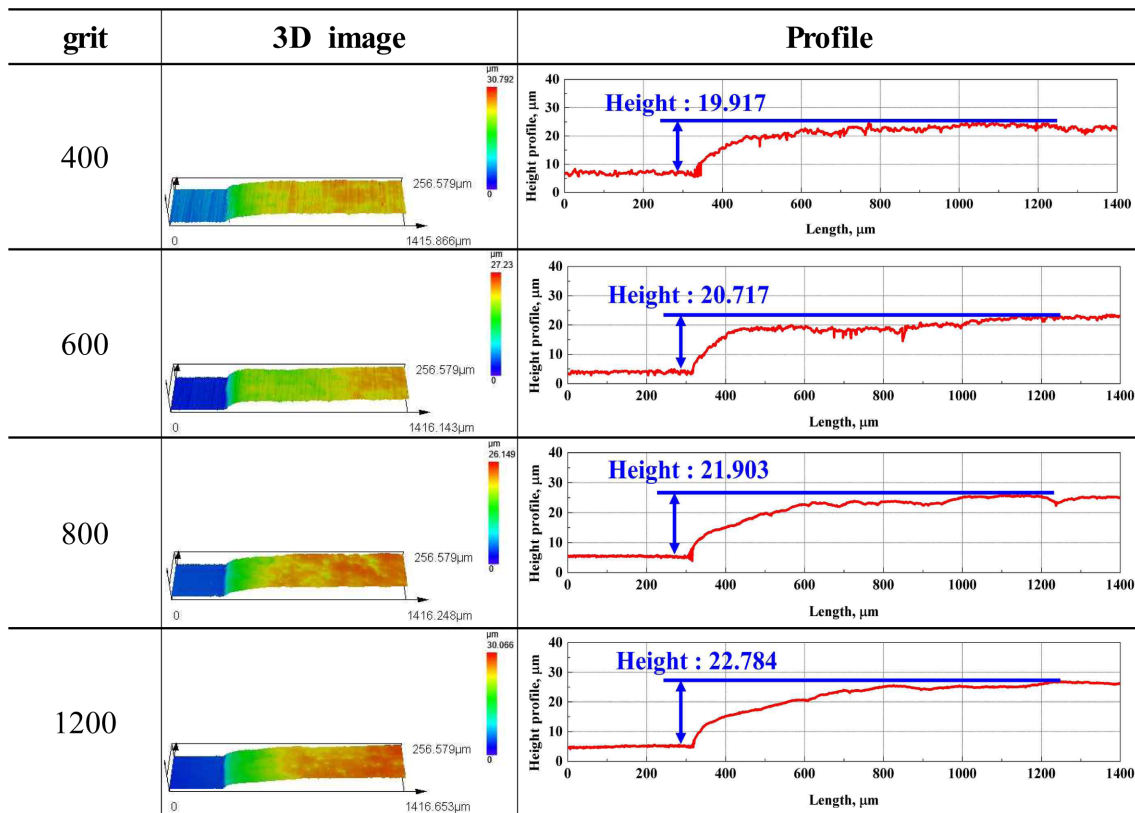 grit 3D image Profile
400
μm
30.792
0
256.579μm
0
1415.866μm
Height : 19.917
Height profile, μm
40
30
20
10
0
0 200 400 600 800 1000 1200 1400
Length, μm
600
μm
27.23
0
256.579μm
0
1416.143μm
Height : 20.717
Height profile, μm
40
30
20
10
0
0 200 400 600 800 1000 1200 1400
Length, μm
800
μm
26.149
0
256.579μm
0
1416.248μm
Height : 21.903
Height profile, μm
40
30
20
10
0
0 200 400 600 800 1000 1200 1400
Length, μm
1200
μm
30.066
0
256.579μm
0
1416.653μm
Height : 22.784
Height profile, μm
40
30
20
10
0
0 200 400 600 800 1000 1200 1400
Length, μm